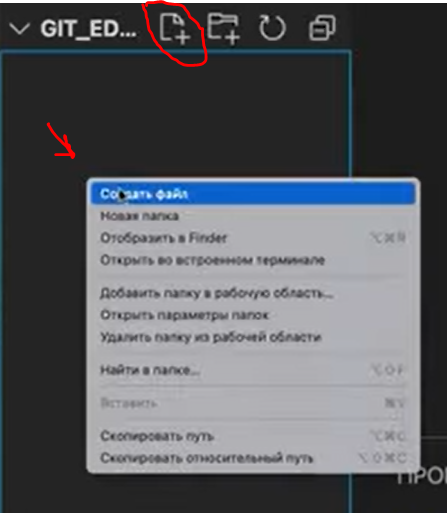 GIT_ED...
Создать файл
Новая папка
Отобразить в Finder ⌥⌘R
Открыть во встроенном терминале
Добавить папку в рабочую область...
Открыть параметры папок
Удалить папку из рабочей области
Найти в папке... ⌥⇧F
Вставить ⌘V
Скопировать путь ⌥⌘C
Скопировать относительный путь ⌥⇧⌘C
ПРОБ